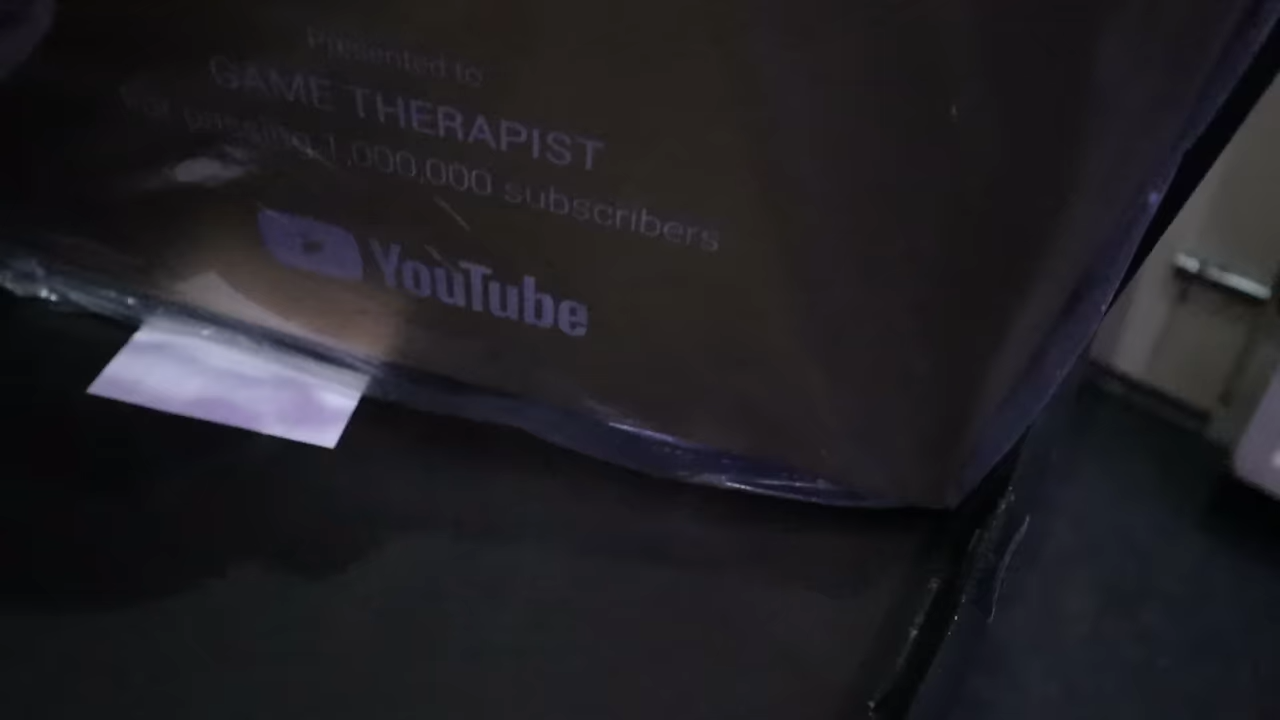 Presented to
GAME THERAPIST
For passing 1,000,000 subscribers
YouTube